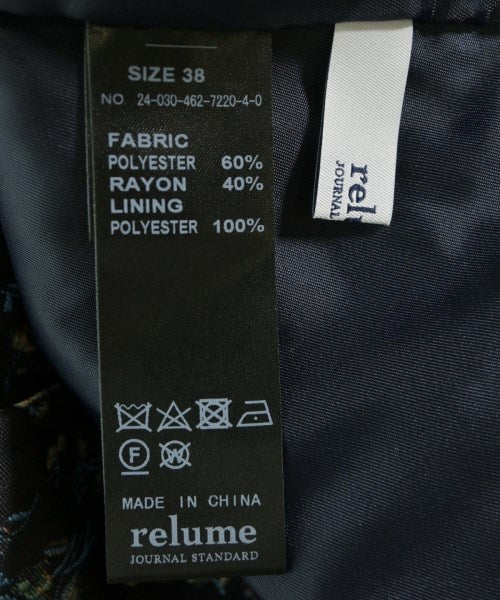 SIZE 38
NO. 24-030-462-7220-4-0
FABRIC
POLYESTER 60%
RAYON 40%
LINING
POLYESTER 100%
F W
MADE IN CHINA
relume
JOURNAL STANDARD
relu
JOURNAL